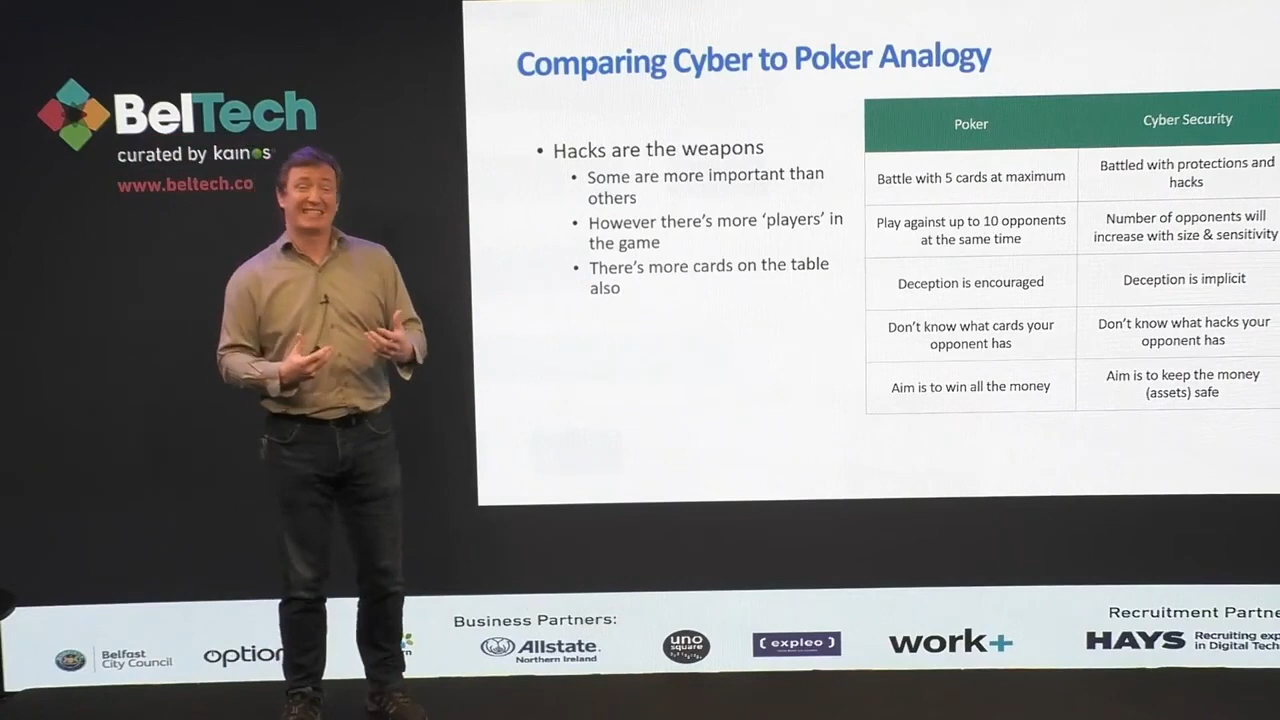 BelTech
curated by kainos
www.beltech.co
Comparing Cyber to Poker Analogy
• Hacks are the weapons
• Some are more important than
others
• However there's more 'players' in
the game
• There's more cards on the table
also
Poker
Cyber Security
Battle with 5 cards at maximum
Battled with protections and
hacks
Play against up to 10 opponents
at the same time
Number of opponents will
increase with size & sensitivity
Deception is encouraged
Deception is implicit
Don't know what cards your
opponent has
Don't know what hacks your
opponent has
Aim is to win all the money
Aim is to keep the money
(assets) safe
Business Partners:
Recruitment Partne
Belfast
City Council
option
Allstate.
Northern Ireland
uno
square
{ expleo }
work+
HAYS
Recruiting exp
in Digital Tech